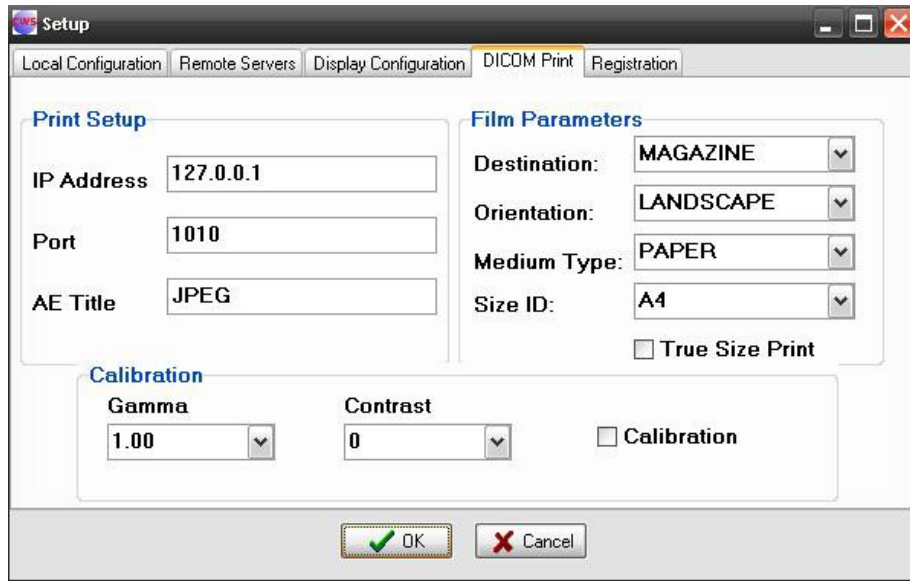 CWS Setup
Local Configuration Remote Servers Display Configuration DICOM Print Registration
Print Setup
IP Address 127.0.0.1
Port 1010
AE Title JPEG
Film Parameters
Destination: MAGAZINE
Orientation: LANDSCAPE
Medium Type: PAPER
Size ID: A4
True Size Print
Calibration
Gamma Contrast
1.00 0 Calibration
OK Cancel